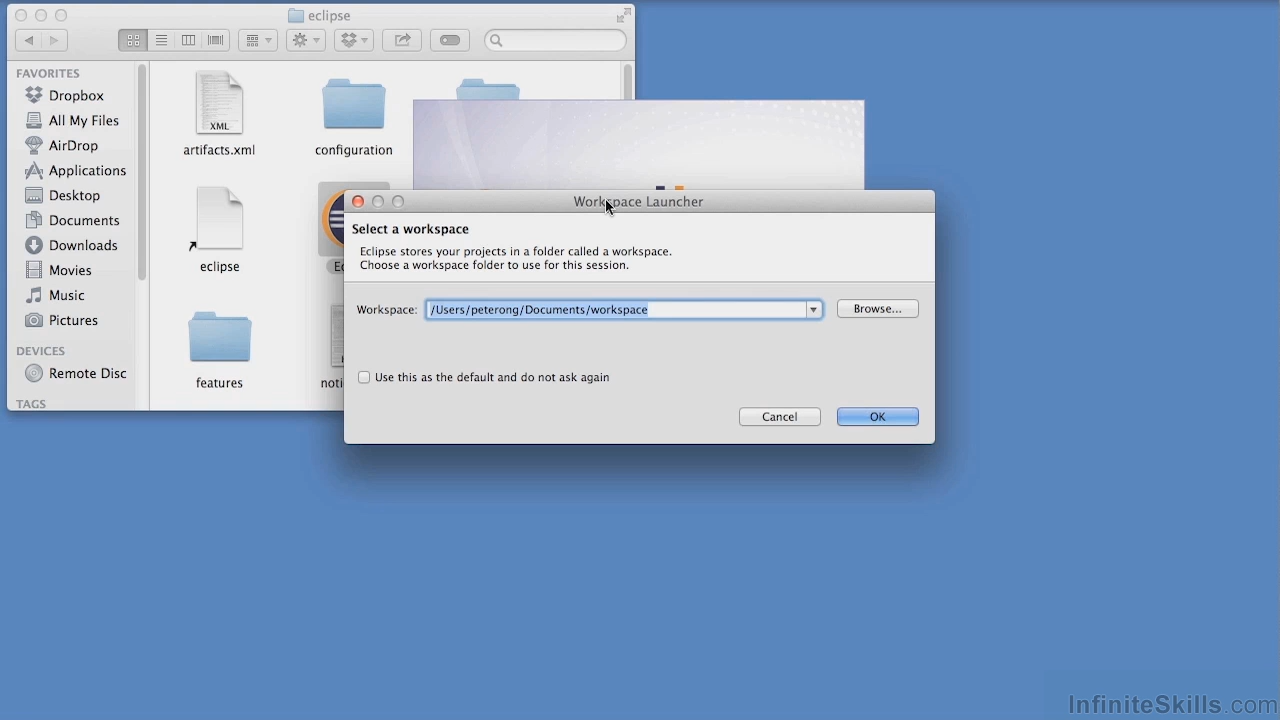 eclipse
FAVORITES
Dropbox
All My Files
AirDrop
Applications
Desktop
Documents
Downloads
Movies
Music
Pictures
DEVICES
Remote Disc
TAGS
XML
artifacts.xml
configuration
eclipse
features
Workspace Launcher
Select a workspace
Eclipse stores your projects in a folder called a workspace.
Choose a workspace folder to use for this session.
Workspace:
/Users/peterong/Documents/workspace
Browse...
Use this as the default and do not ask again
Cancel
OK
InfiniteSkills.com